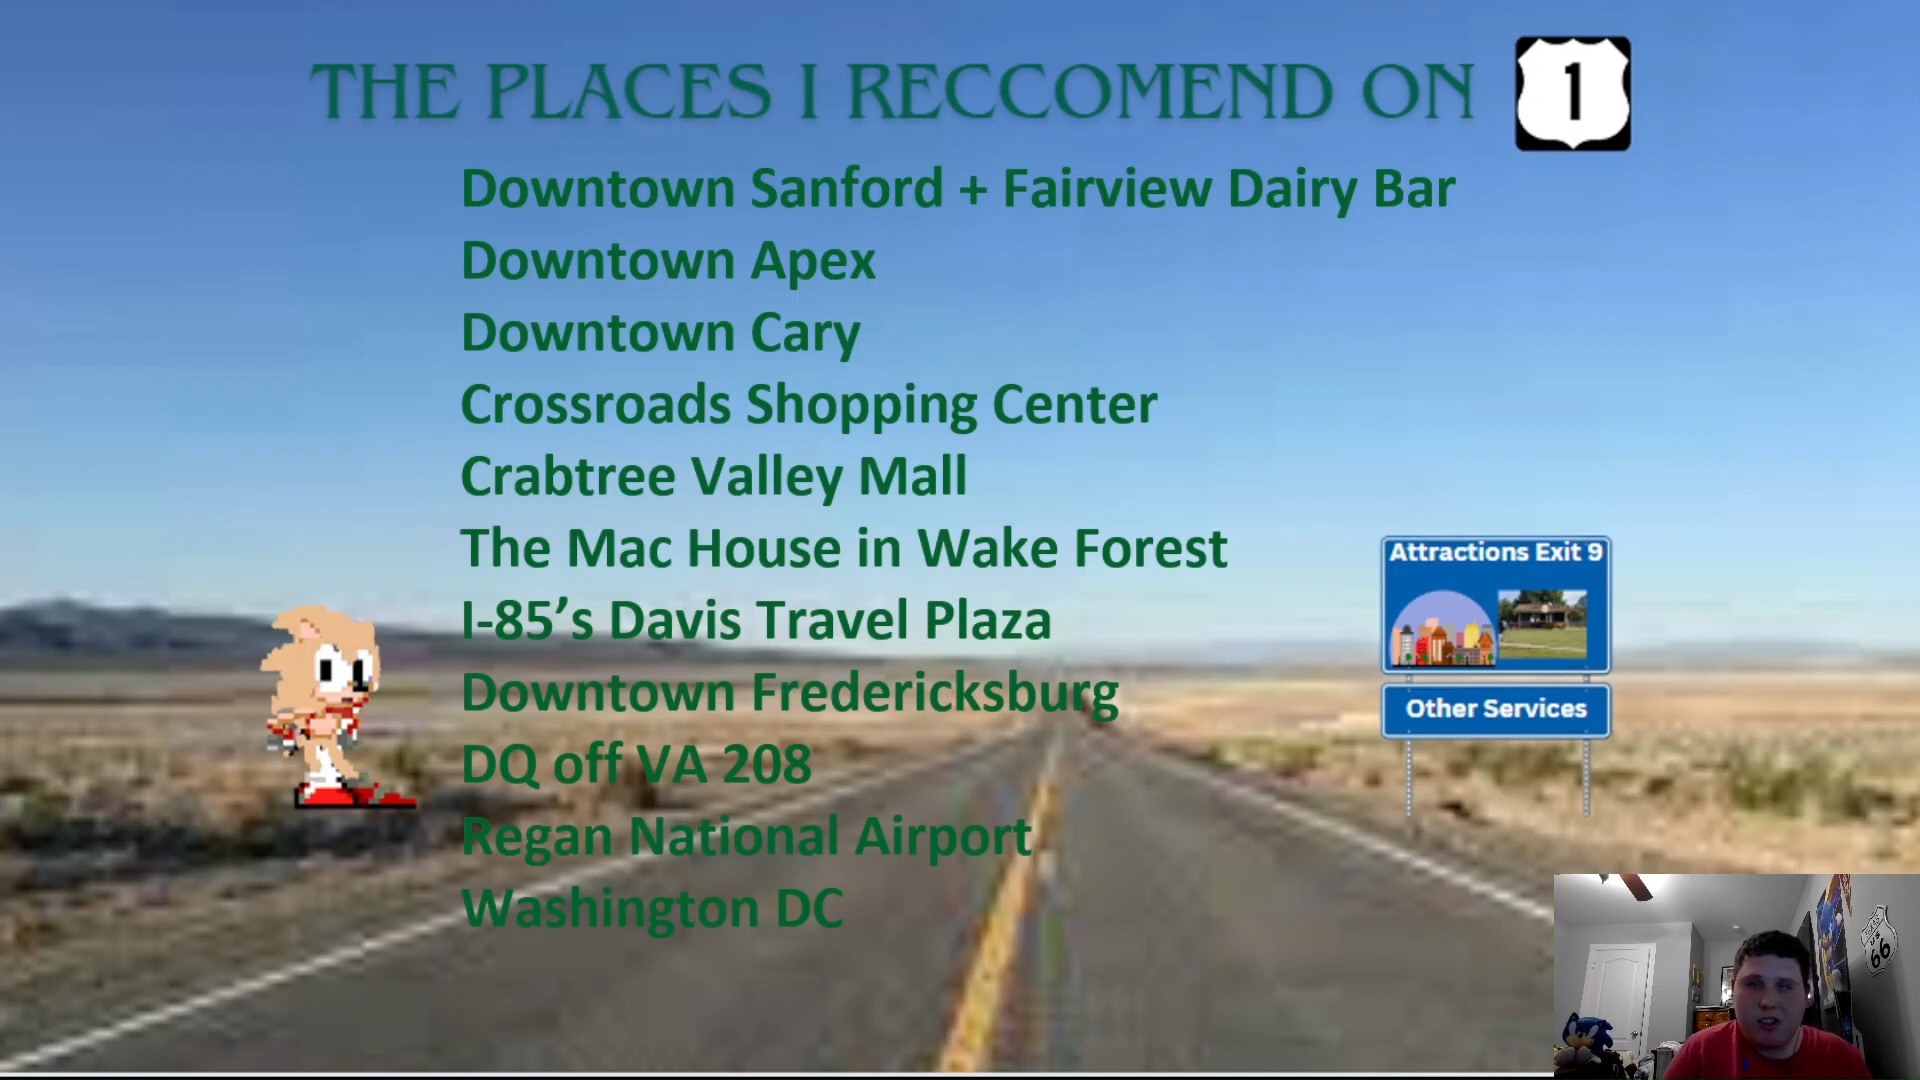 THE PLACES I RECCOMEND ON 1
Downtown Sanford + Fairview Dairy Bar
Downtown Apex
Downtown Cary
Crossroads Shopping Center
Crabtree Valley Mall
The Mac House in Wake Forest
I-85’s Davis Travel Plaza
Downtown Fredericksburg
DQ off VA 208
Regan National Airport
Washington DC
Attractions Exit 9
Other Services
US
66